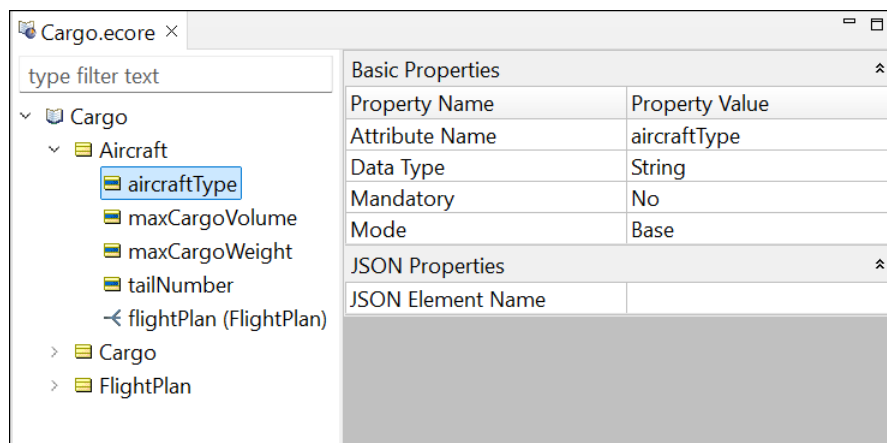 Cargo.ecore
type filter text
Cargo
Aircraft
aircraftType
maxCargoVolume
maxCargoWeight
tailNumber
flightPlan (FlightPlan)
Cargo
FlightPlan
Basic Properties
Property Name Property Value
Attribute Name aircraftType
Data Type String
Mandatory No
Mode Base
JSON Properties
JSON Element Name